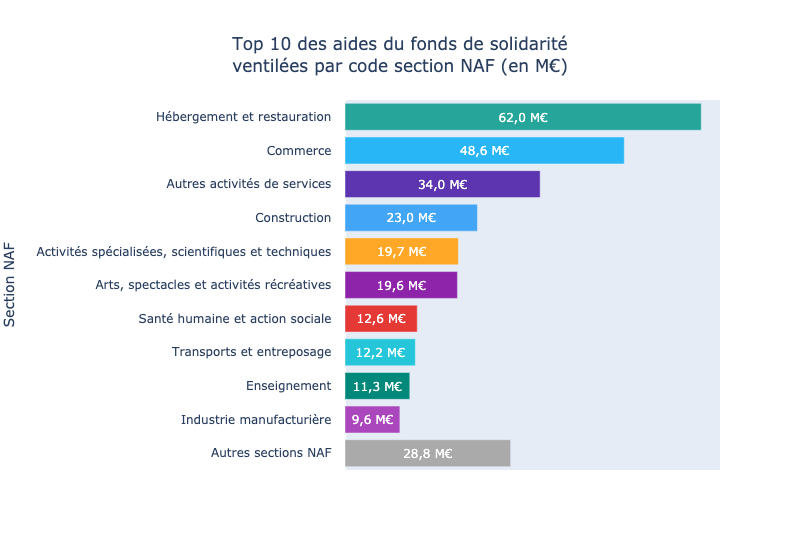 Top 10 des aides du fonds de solidarité
ventilées par code section NAF (en M€)
Section NAF
Hébergement et restauration 62,0 M€
Commerce 48,6 M€
Autres activités de services 34,0 M€
Construction 23,0 M€
Activités spécialisées, scientifiques et techniques 19,7 M€
Arts, spectacles et activités récréatives 19,6 M€
Santé humaine et action sociale 12,6 M€
Transports et entreposage 12,2 M€
Enseignement 11,3 M€
Industrie manufacturière 9,6 M€
Autres sections NAF 28,8 M€